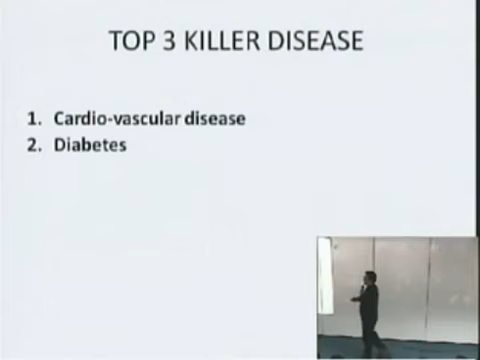 TOP 3 KILLER DISEASE
1. Cardio-vascular disease
2. Diabetes